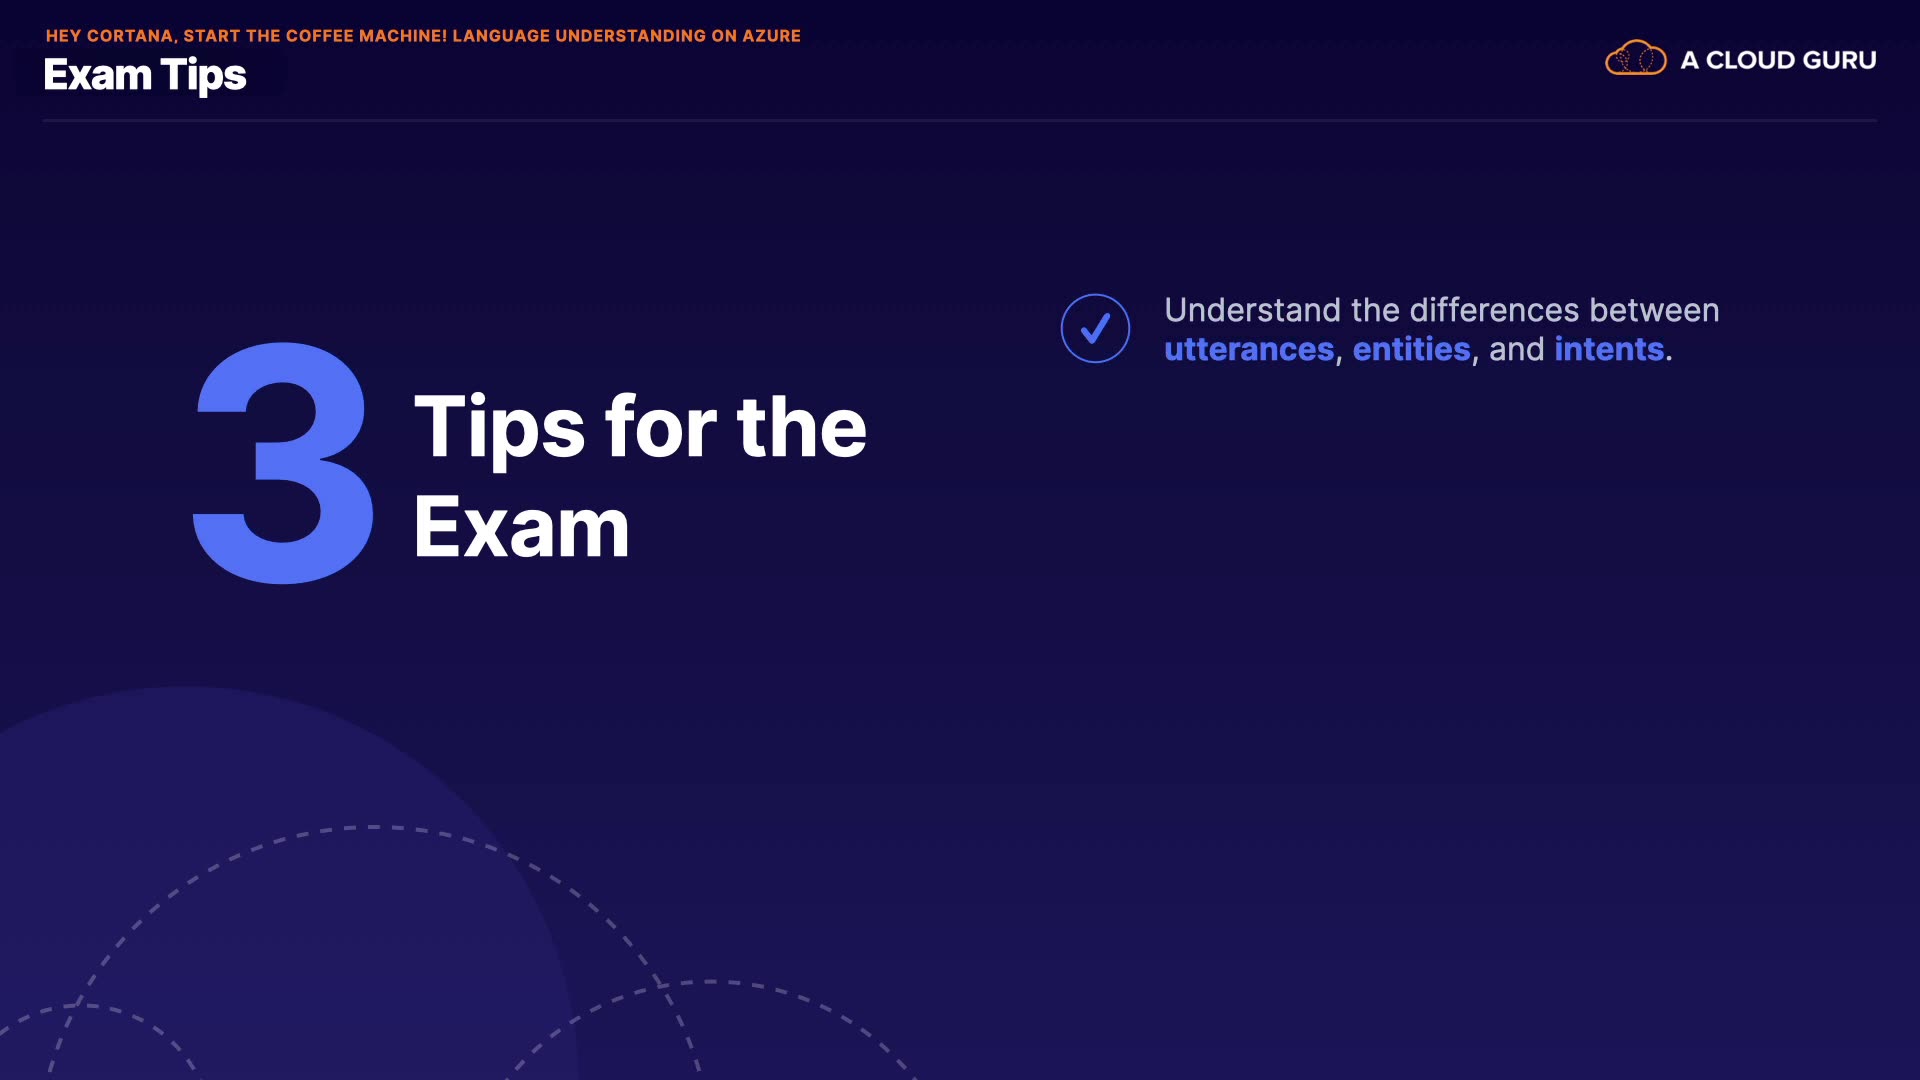 HEY CORTANA, START THE COFFEE MACHINE! LANGUAGE UNDERSTANDING ON AZURE
Exam Tips
A CLOUD GURU
3
Tips for the
Exam
Understand the differences between
utterances, entities, and intents.